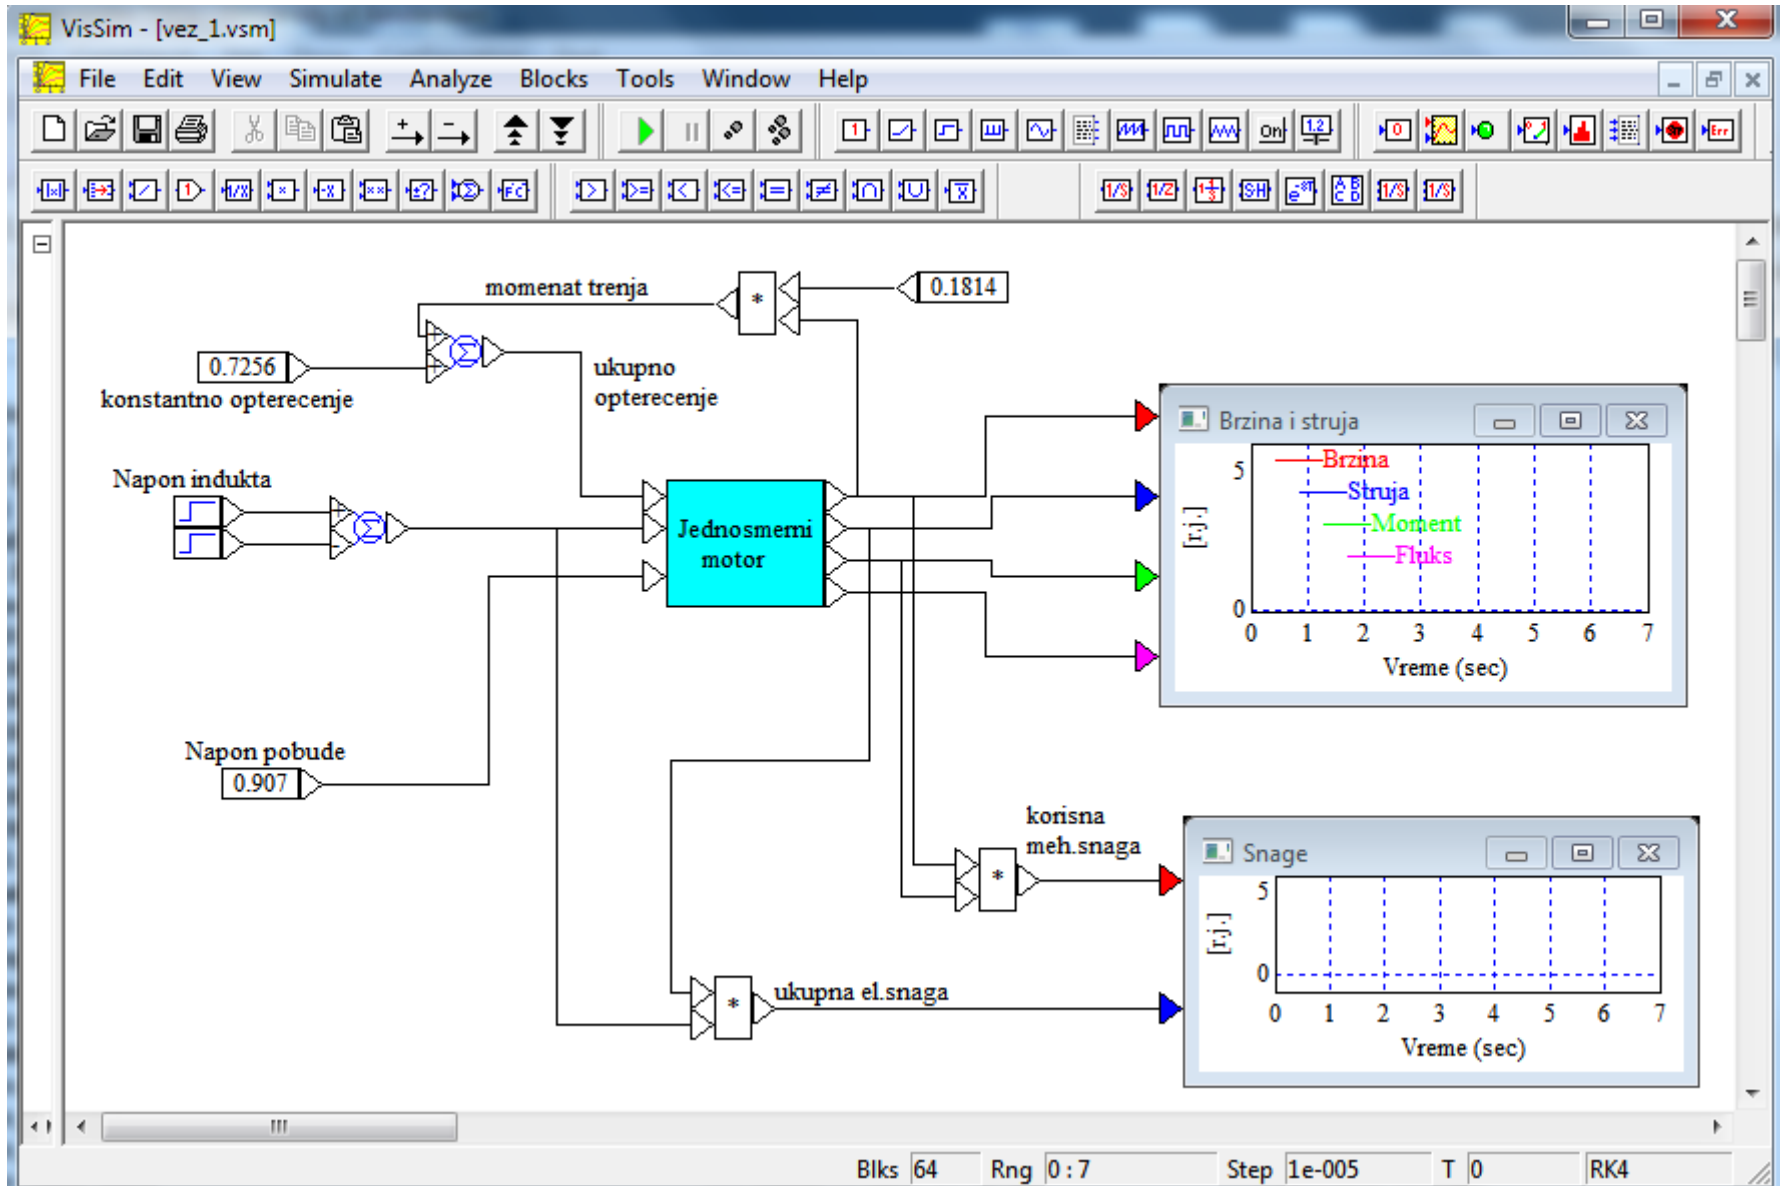 VisSim - [vez_1.vsm]
File Edit View Simulate Analyze Blocks Tools Window Help
momenat trenja
*
0.1814
0.7256
konstantno opterecenje
ukupno
opterecenje
Napon indukta
Jednosmerni
motor
Napon pobude
0.907
Brzina i struja
Brzina
Struja
Moment
Fluks
[r.j.]
5
0
0 1 2 3 4 5 6 7
Vreme (sec)
korisna
meh.snaga
*
Snage
[r.j.]
5
0
0 1 2 3 4 5 6 7
Vreme (sec)
*
ukupna el.snaga
Blks 64 Rng 0 : 7 Step 1e-005 T 0 RK4